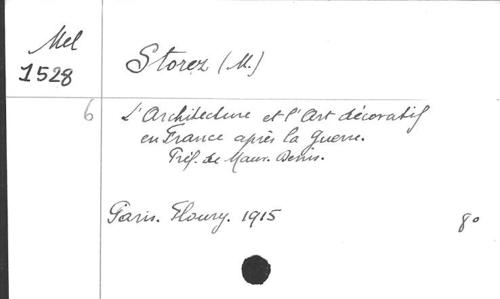 Mel
1528
Storez (M.)
6
L'Architecture et l'Art décoratif
en France après la Guerre.
Préf. de Maur. Denis.
Paris. Floury. 1915
8º